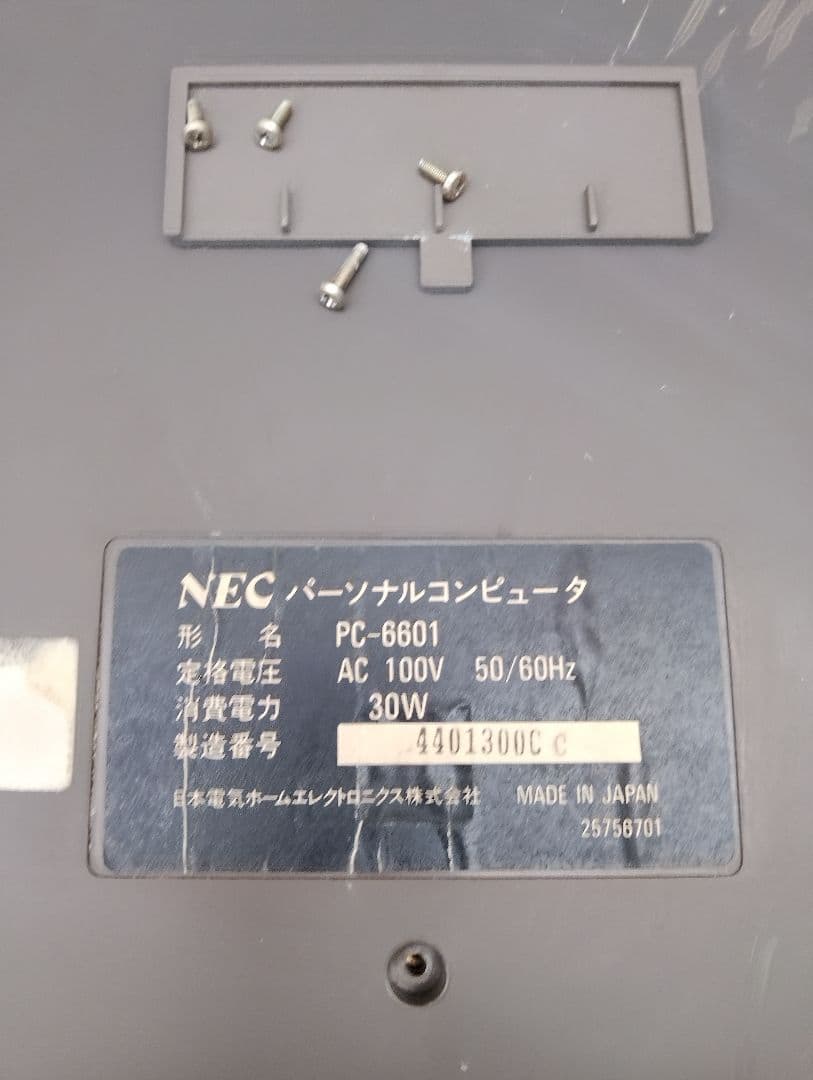 NEC パーソナルコンピュータ
形 名 PC-6601
定格電圧 AC 100V 50/60Hz
消費電力 30W
製造番号 4401300C C
日本電気ホームエレクトロニクス株式会社 MADE IN JAPAN
25756701